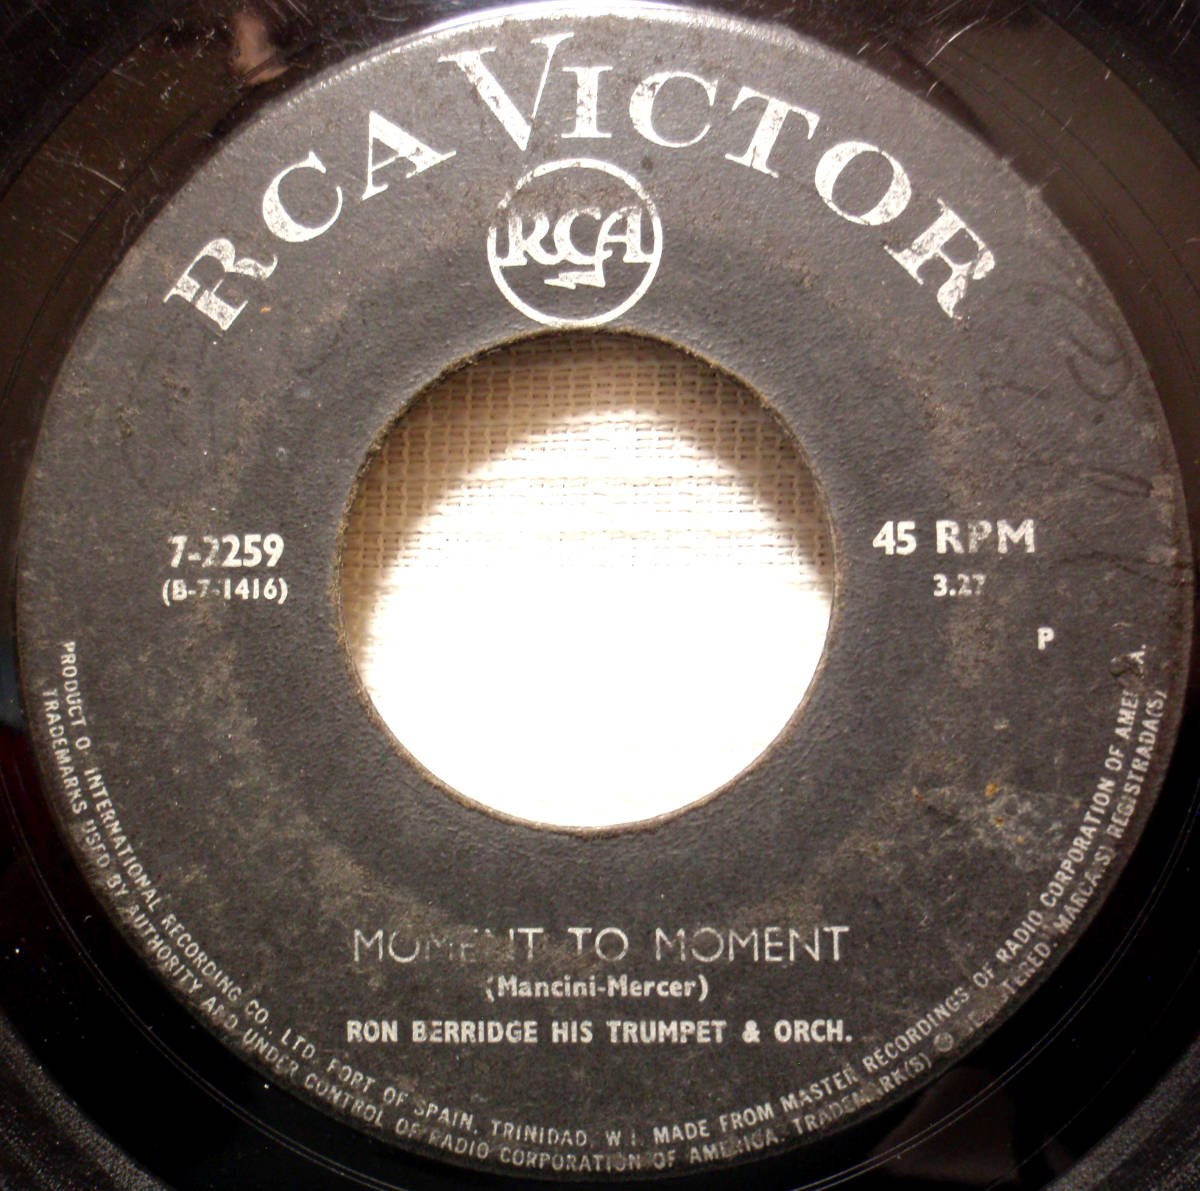 RCA VICTOR
RCA
7-2259
(B-7-1416)
45 RPM
3.27
P
MOMENT TO MOMENT
(Mancini-Mercer)
RON BERRIDGE HIS TRUMPET & ORCH.
PRODUCT O INTERNATIONAL RECORDING CO., LTD. PORT OF SPAIN, TRINIDAD, W.I. MADE FROM MASTER RECORDINGS OF RADIO CORPORATION OF AMERICA.
TRADEMARKS USED BY AUTHORITY AND UNDER CONTROL OF RADIO CORPORATION OF AMERICA. TRADEMARK(S) ® REGISTERED. MARCA(S) REGISTRADA(S)